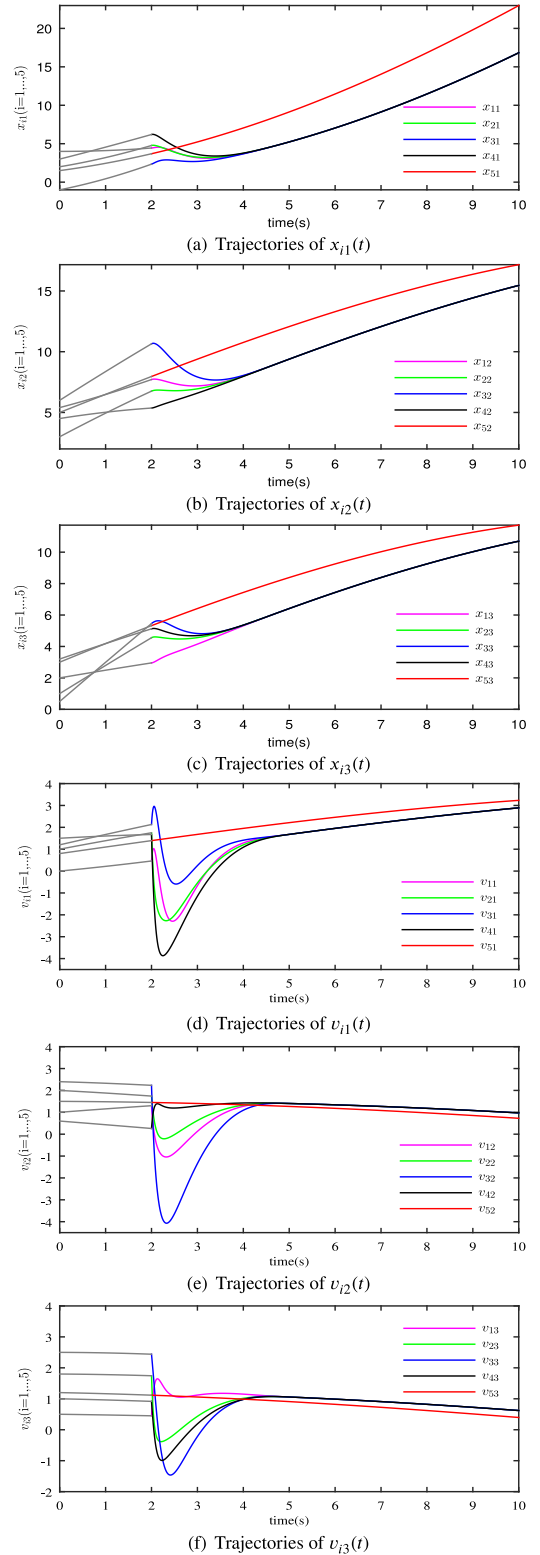 20
15
10
5
0
x_{i1}(i=1,..,5)
x_{11}
x_{21}
x_{31}
x_{41}
x_{51}
0 1 2 3 4 5 6 7 8 9 10
time(s)
(a) Trajectories of x_{i1}(t)
15
10
5
x_{i2}(i=1,..,5)
x_{12}
x_{22}
x_{32}
x_{42}
x_{52}
0 1 2 3 4 5 6 7 8 9 10
time(s)
(b) Trajectories of x_{i2}(t)
10
8
6
4
2
0
x_{i3}(i=1,..,5)
x_{13}
x_{23}
x_{33}
x_{43}
x_{53}
0 1 2 3 4 5 6 7 8 9 10
time(s)
(c) Trajectories of x_{i3}(t)
4
3
2
1
0
-1
-2
-3
-4
v_{i1}(i=1,..,5)
v_{11}
v_{21}
v_{31}
v_{41}
v_{51}
0 1 2 3 4 5 6 7 8 9 10
time(s)
(d) Trajectories of v_{i1}(t)
4
3
2
1
0
-1
-2
-3
-4
v_{i2}(i=1,..,5)
v_{12}
v_{22}
v_{32}
v_{42}
v_{52}
0 1 2 3 4 5 6 7 8 9 10
time(s)
(e) Trajectories of v_{i2}(t)
4
3
2
1
0
-1
-2
v_{i3}(i=1,..,5)
v_{13}
v_{23}
v_{33}
v_{43}
v_{53}
0 1 2 3 4 5 6 7 8 9 10
time(s)
(f) Trajectories of v_{i3}(t)